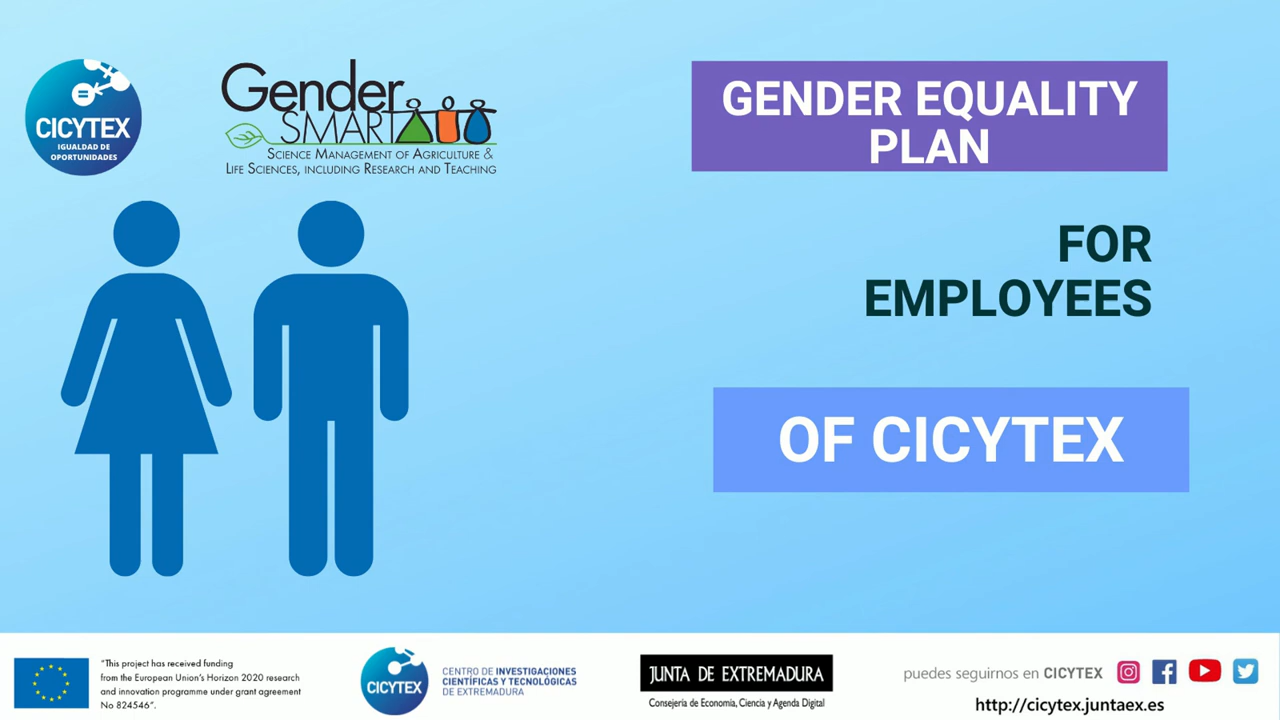 CICYTEX
IGUALDAD DE
OPORTUNIDADES
Gender
SMART
SCIENCE MANAGEMENT OF AGRICULTURE &
LIFE SCIENCES, INCLUDING RESEARCH AND TEACHING
GENDER EQUALITY
PLAN
FOR
EMPLOYEES
OF CICYTEX
“This project has received funding
from the European Union’s Horizon 2020 research
and innovation programme under grant agreement
No 824546”.
CICYTEX
CENTRO DE INVESTIGACIONES
CIENTÍFICAS Y TECNOLÓGICAS
DE EXTREMADURA
JUNTA DE EXTREMADURA
Consejería de Economía, Ciencia y Agenda Digital
puedes seguirnos en CICYTEX
http://cicytex.juntaex.es